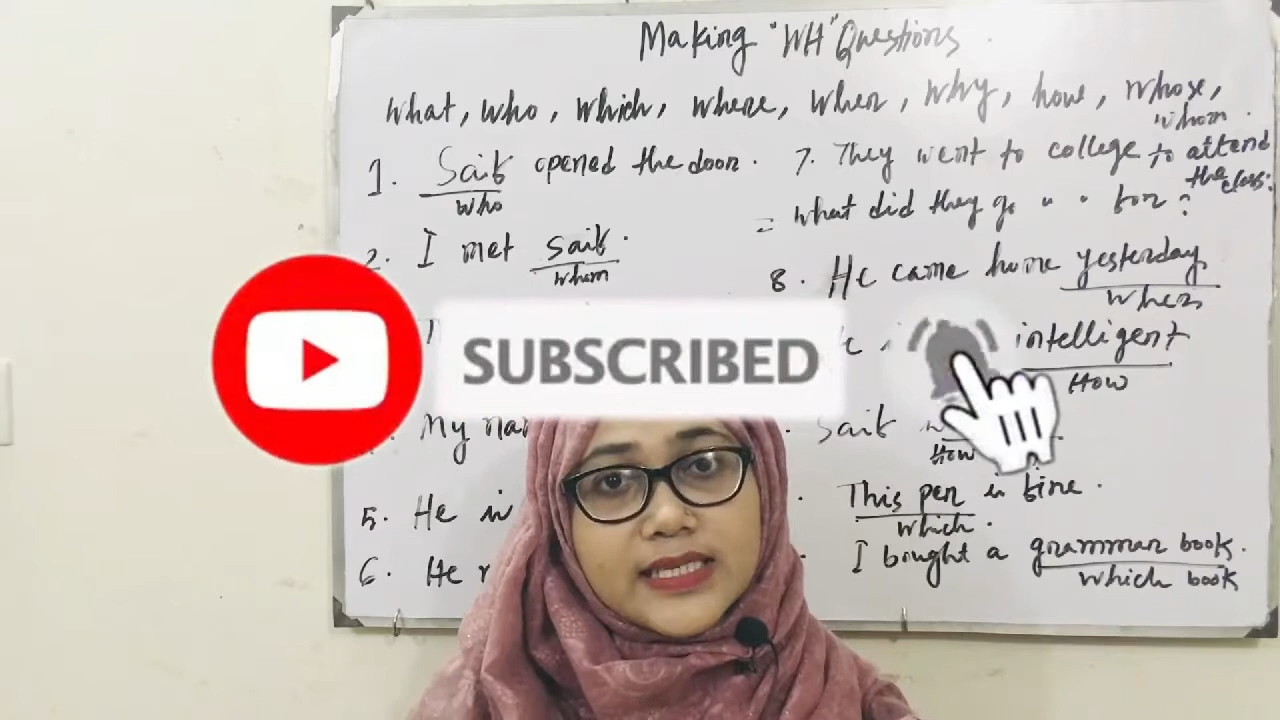 Making "WH" Questions.
what, who, which, where, when, why, how, whose,
whom.
1. Saif opened the door.
who
2. I met Saif.
whom
My
5. He is
6. He
7. They went to college to attend
the class.
= what did they go " " for?
8. He came home yesterday
when
intelligent
How
Saif
How
This pen is fine.
which.
I bought a grammar book.
which book
SUBSCRIBED